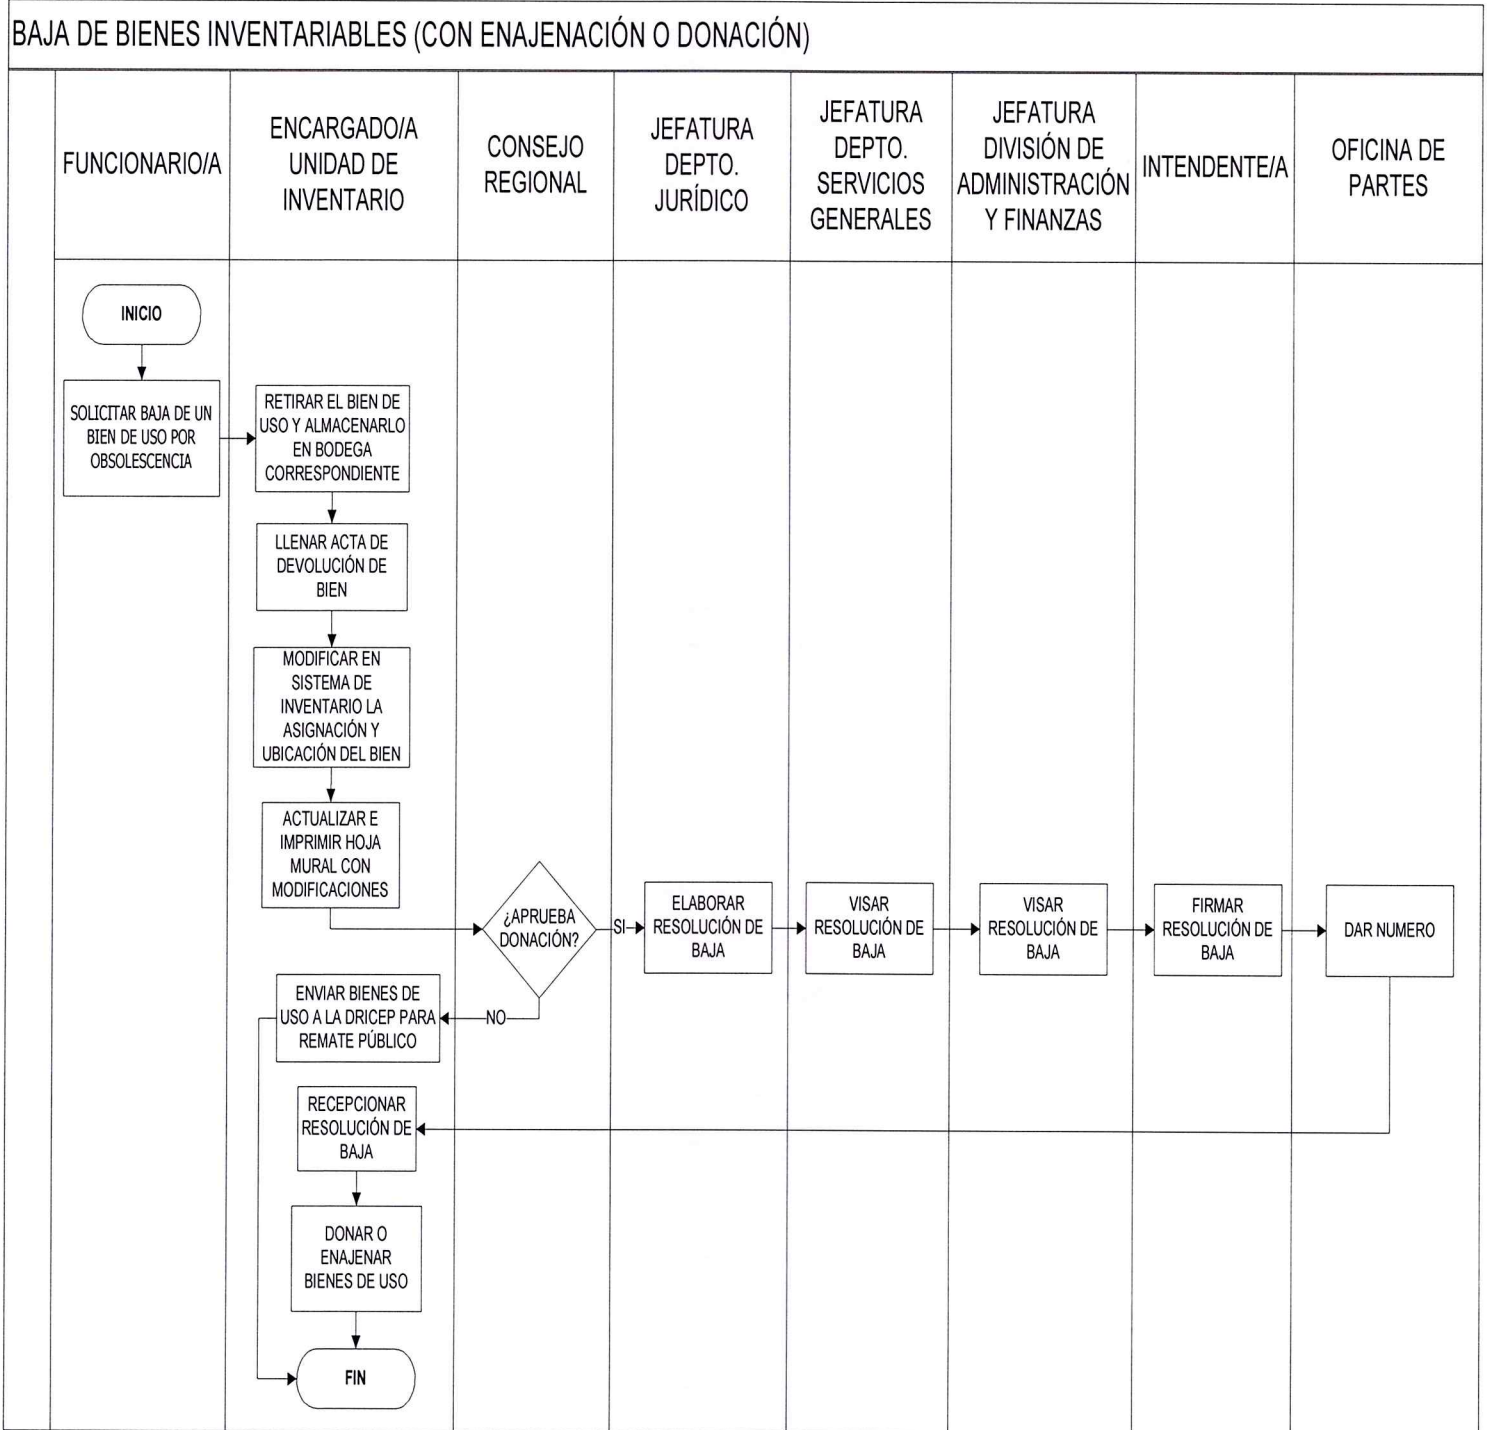 BAJA DE BIENES INVENTARIABLES (CON ENAJENACIÓN O DONACIÓN)
FUNCIONARIO/A
ENCARGADO/A
UNIDAD DE
INVENTARIO
CONSEJO
REGIONAL
JEFATURA
DEPTO.
JURÍDICO
JEFATURA
DEPTO.
SERVICIOS
GENERALES
JEFATURA
DIVISIÓN DE
ADMINISTRACIÓN
Y FINANZAS
INTENDENTE/A
OFICINA DE
PARTES
INICIO
SOLICITAR BAJA DE UN
BIEN DE USO POR
OBSOLESCENCIA
RETIRAR EL BIEN DE
USO Y ALMACENARLO
EN BODEGA
CORRESPONDIENTE
LLENAR ACTA DE
DEVOLUCIÓN DE
BIEN
MODIFICAR EN
SISTEMA DE
INVENTARIO LA
ASIGNACIÓN Y
UBICACIÓN DEL BIEN
ACTUALIZAR E
IMPRIMIR HOJA
MURAL CON
MODIFICACIONES
¿APRUEBA
DONACIÓN?
SI
ELABORAR
RESOLUCIÓN DE
BAJA
VISAR
RESOLUCIÓN DE
BAJA
VISAR
RESOLUCIÓN DE
BAJA
FIRMAR
RESOLUCIÓN DE
BAJA
DAR NUMERO
NO
ENVIAR BIENES DE
USO A LA DRICEP PARA
REMATE PÚBLICO
RECEPCIONAR
RESOLUCIÓN DE
BAJA
DONAR O
ENAJENAR
BIENES DE USO
FIN